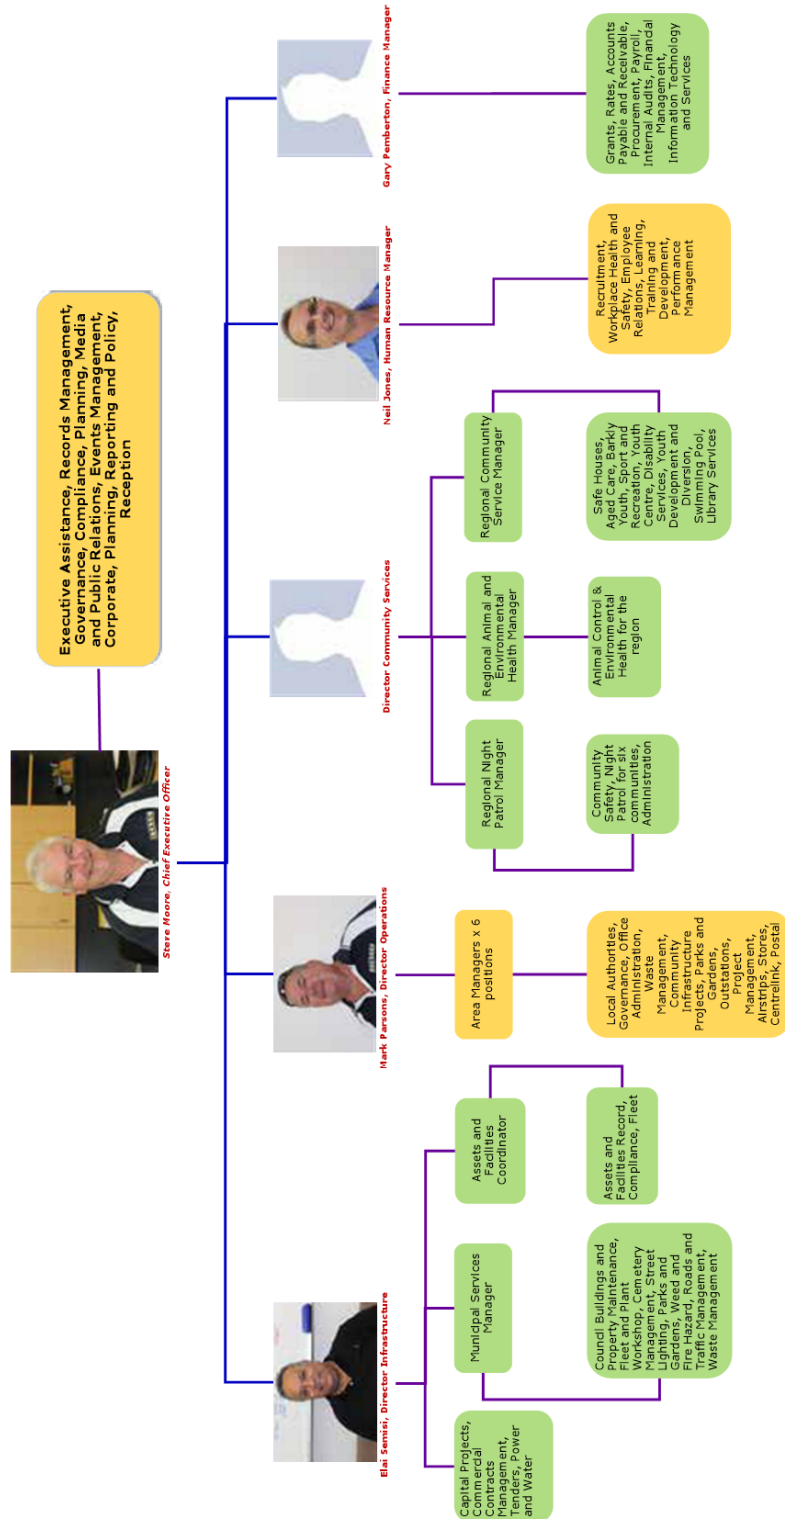 Executive Assistance, Records Management,
Governance, Compliance, Planning, Media
and Public Relations, Events Management,
Corporate, Planning, Reporting and Policy,
Reception
Steve Moore, Chief Executive Officer
Elai Semisi, Director Infrastructure
Mark Parsons, Director Operations
Director Community Services
Neil Jones, Human Resource Manager
Gary Pemberton, Finance Manager
Capital Projects,
Commercial
Contracts
Management,
Tenders, Power
and Water
Municipal Services
Manager
Assets and
Facilities
Coordinator
Area Managers x 6
positions
Regional Night
Patrol Manager
Regional Animal and
Environmental
Health Manager
Regional Community
Service Manager
Council Buildings and
Property Maintenance,
Fleet and Plant
Workshop, Cemetery
Management, Street
Lighting, Parks and
Gardens, Weed and
Fire Hazard, Roads and
Traffic Management,
Waste Management
Assets and
Facilities Record,
Compliance, Fleet
Local Authorities,
Governance, Office
Administration,
Waste
Management,
Community
Infrastructure
Projects, Parks and
Gardens,
Outstations,
Project
Management,
Airstrips, Stores,
Centrelink, Postal
Community
Safety, Night
Patrol for six
communities,
Administration
Animal Control &
Environmental
Health for the
region
Safe Houses,
Aged Care, Barkly
Youth, Sport and
Recreation, Youth
Centre, Disability
Services, Youth
Development and
Diversion,
Swimming Pool,
Library Services
Recruitment,
Workplace Health and
Safety, Employee
Relations, Learning,
Training and
Development,
Performance
Management
Grants, Rates, Accounts
Payable and Receivable,
Procurement, Payroll,
Internal Audits, Financial
Management,
Information Technology
and Services